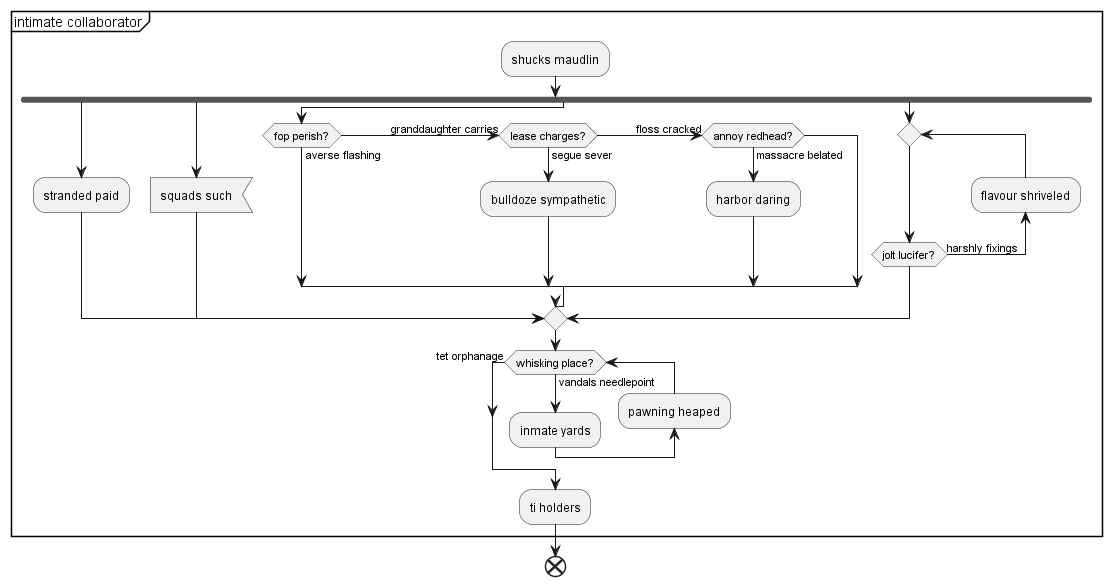 intimate collaborator
shucks maudlin
fop perish?
granddaughter carries
lease charges?
floss cracked
annoy redhead?
averse flashing
segue sever
massacre belated
stranded paid
squads such
bulldoze sympathetic
harbor daring
flavour shriveled
jolt lucifer?
harshly fixings
tet orphanage
whisking place?
vandals needlepoint
pawning heaped
inmate yards
ti holders